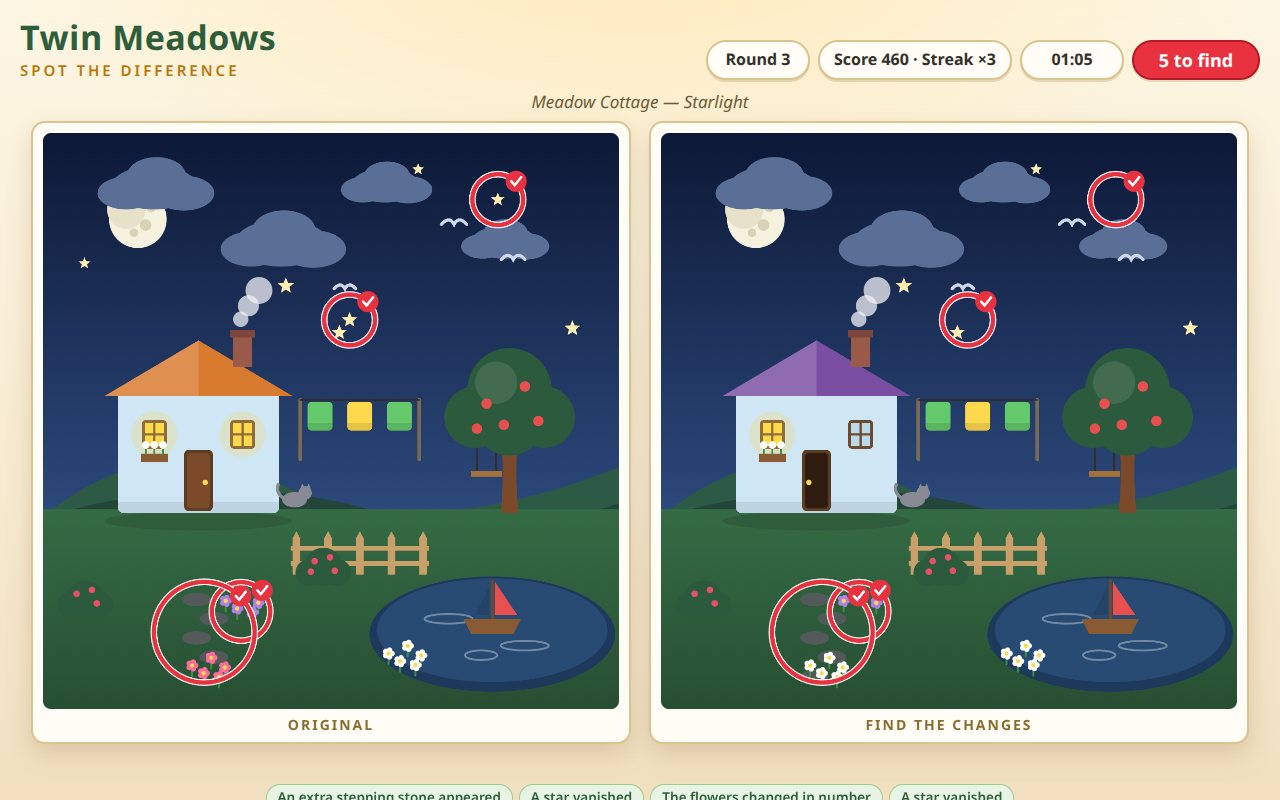 Twin Meadows
SPOT THE DIFFERENCE
Round 3
Score 460 · Streak ×3
01:05
5 to find
Meadow Cottage — Starlight
ORIGINAL
FIND THE CHANGES
An extra stepping stone appeared
A star vanished
The flowers changed in number
A star vanished